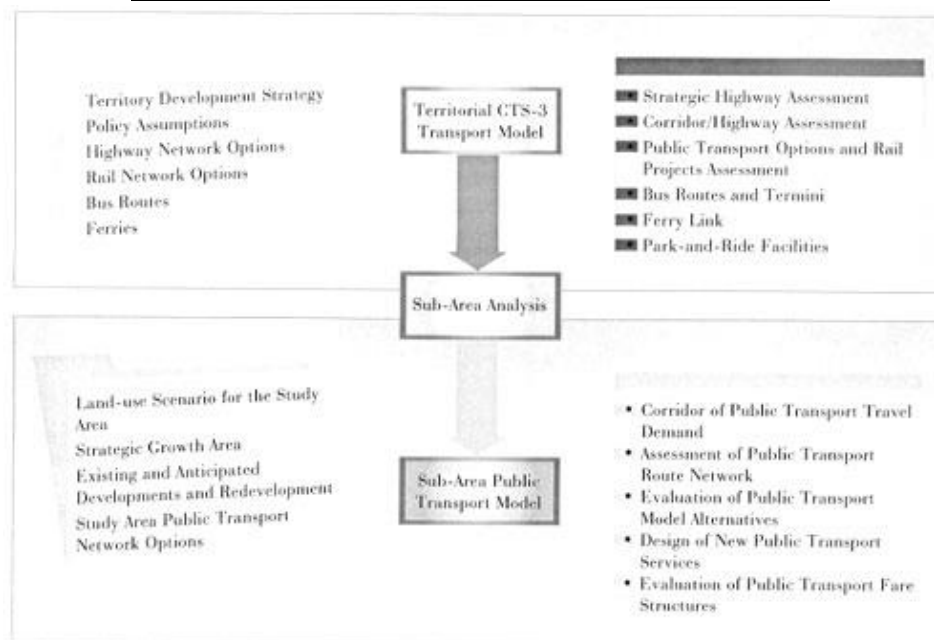 Territory Development Strategy
Policy Assumptions
Highway Network Options
Rail Network Options
Bus Routes
Ferries
Territorial CTS-3
Transport Model
• Strategic Highway Assessment
• Corridor/Highway Assessment
• Public Transport Options and Rail
Projects Assessment
• Bus Routes and Termini
• Ferry Link
• Park-and-Ride Facilities
Sub-Area Analysis
Land-use Scenario for the Study
Area
Strategic Growth Area
Existing and Anticipated
Developments and Redevelopment
Study Area Public Transport
Network Options
Sub-Area Public
Transport Model
• Corridor of Public Transport Travel
Demand
• Assessment of Public Transport
Route Network
• Evaluation of Public Transport
Model Alternatives
• Design of New Public Transport
Services
• Evaluation of Public Transport Fare
Structures